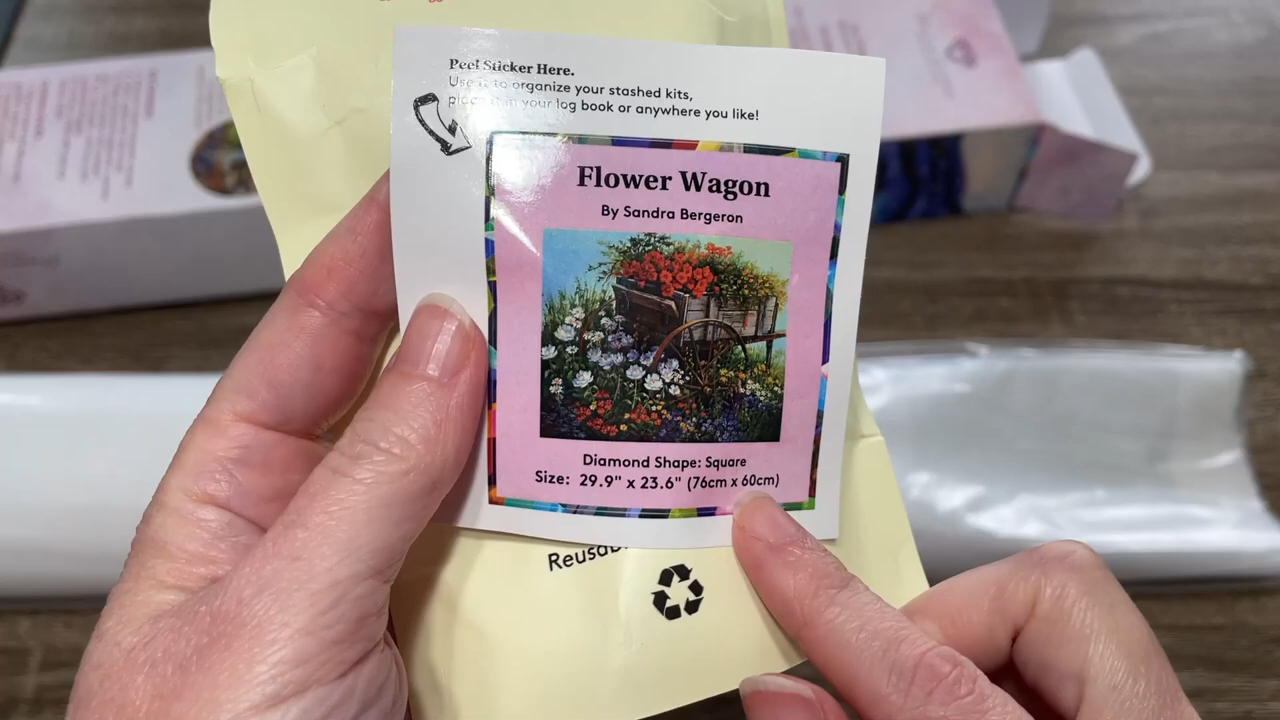 Peel Sticker Here.
Use it to organize your stashed kits,
place it in your log book or anywhere you like!
Flower Wagon
By Sandra Bergeron
Diamond Shape: Square
Size: 29.9" x 23.6" (76cm x 60cm)